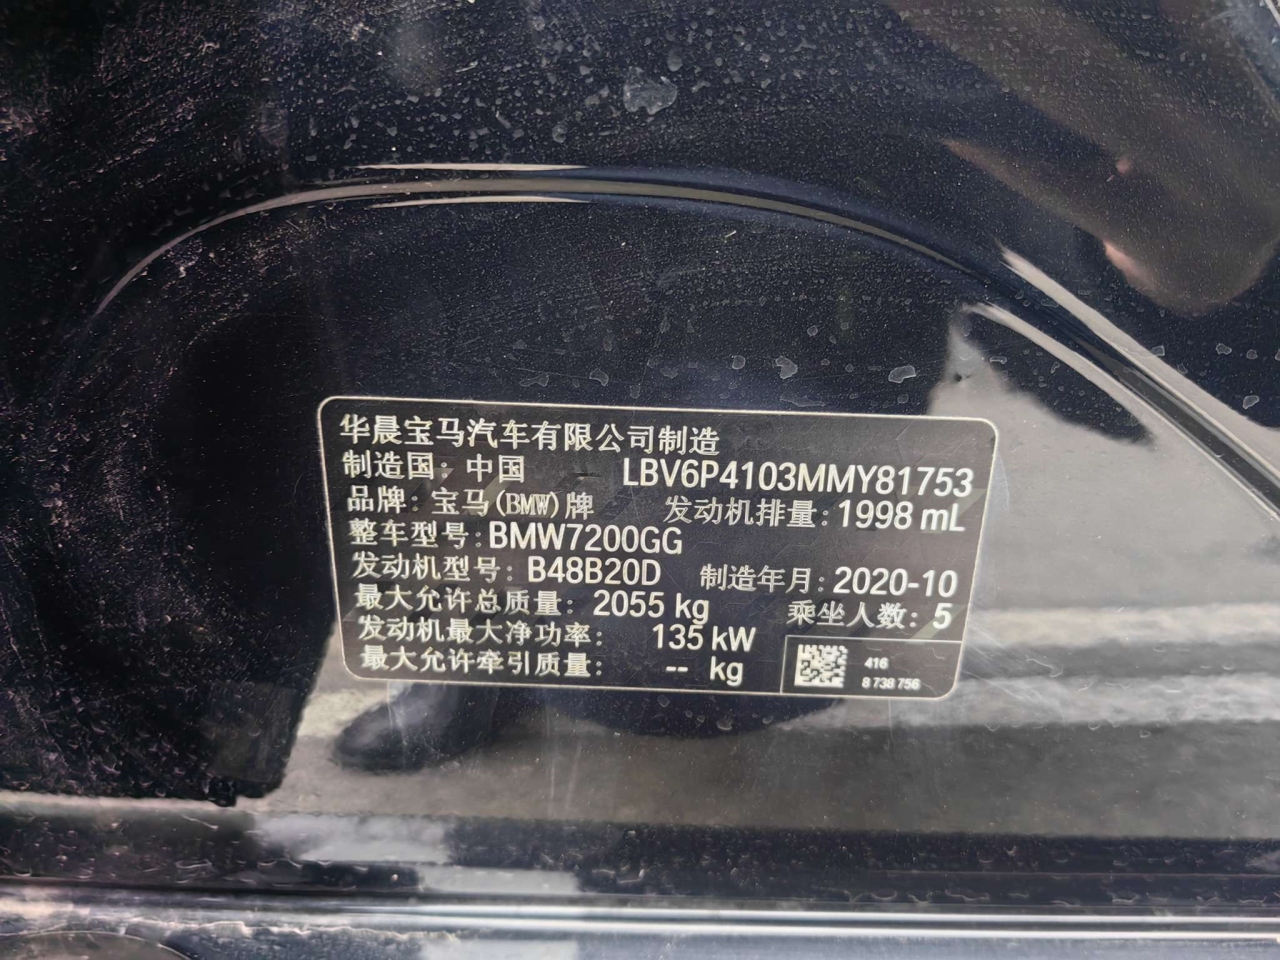 华晨宝马汽车有限公司制造
制造国：中国 LBV6P4103MMY81753
品牌：宝马(BMW)牌 发动机排量：1998 mL
整车型号：BMW7200GG
发动机型号：B48B20D 制造年月：2020-10
最大允许总质量：2055 kg 乘坐人数：5
发动机最大净功率：135 kW
最大允许牵引质量：-- kg
416
8 738 756